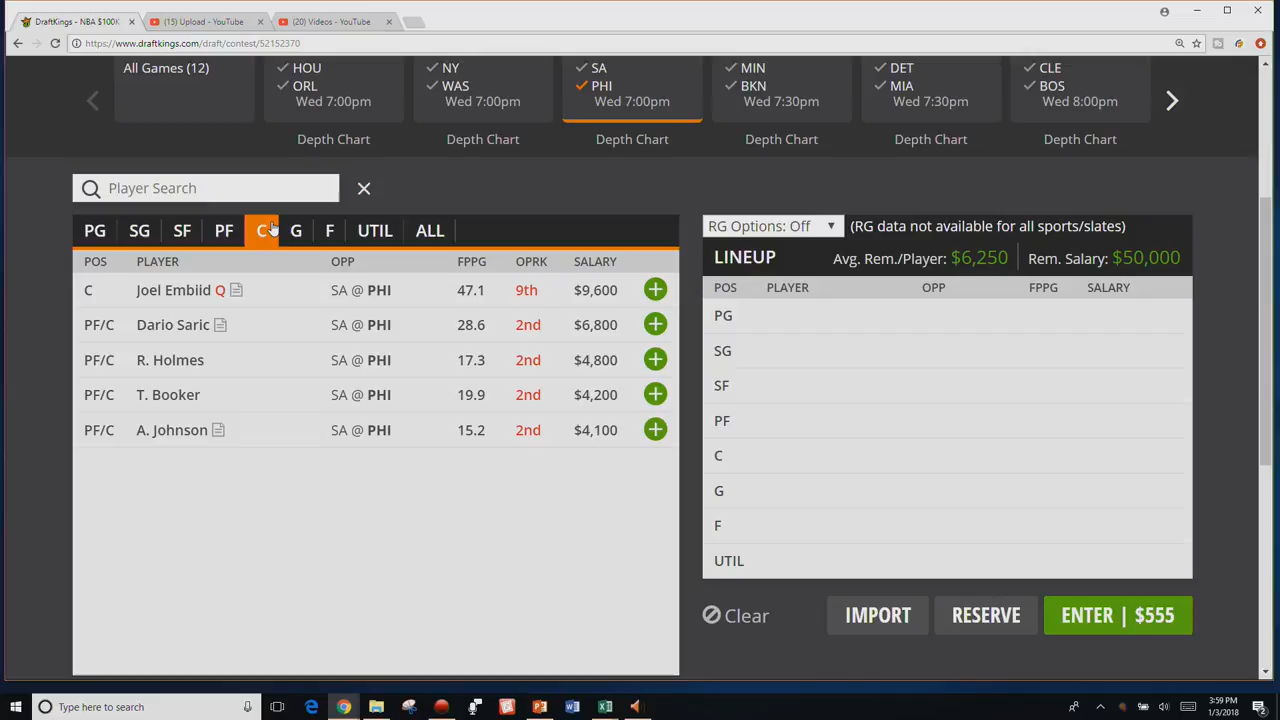 DraftKings - NBA $100K
(15) Upload - YouTube
(20) Videos - YouTube
https://www.draftkings.com/draft/contest/52152370
All Games (12)
HOU
ORL
Wed 7:00pm
NY
WAS
Wed 7:00pm
SA
PHI
Wed 7:00pm
MIN
BKN
Wed 7:30pm
DET
MIA
Wed 7:30pm
CLE
BOS
Wed 8:00pm
Depth Chart Depth Chart Depth Chart Depth Chart Depth Chart Depth Chart
Player Search
PG SG SF PF C G F UTIL ALL
POS PLAYER OPP FPPG OPRK SALARY
C Joel Embiid Q SA @ PHI 47.1 9th $9,600
PF/C Dario Saric SA @ PHI 28.6 2nd $6,800
PF/C R. Holmes SA @ PHI 17.3 2nd $4,800
PF/C T. Booker SA @ PHI 19.9 2nd $4,200
PF/C A. Johnson SA @ PHI 15.2 2nd $4,100
RG Options: Off (RG data not available for all sports/slates)
LINEUP Avg. Rem./Player: $6,250 Rem. Salary: $50,000
POS PLAYER OPP FPPG SALARY
PG
SG
SF
PF
C
G
F
UTIL
Clear IMPORT RESERVE ENTER | $555
Type here to search
3:59 PM
1/3/2018
2